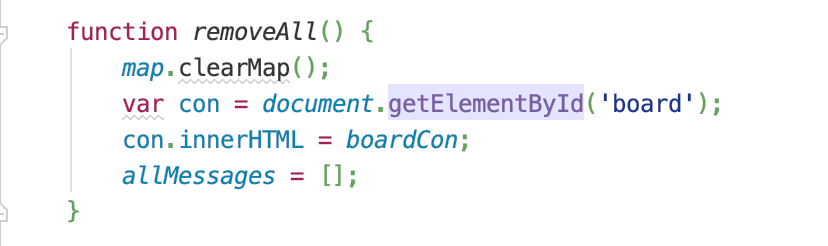 function removeAll() {
map.clearMap();
var con = document.getElementById('board');
con.innerHTML = boardCon;
allMessages = [];
}